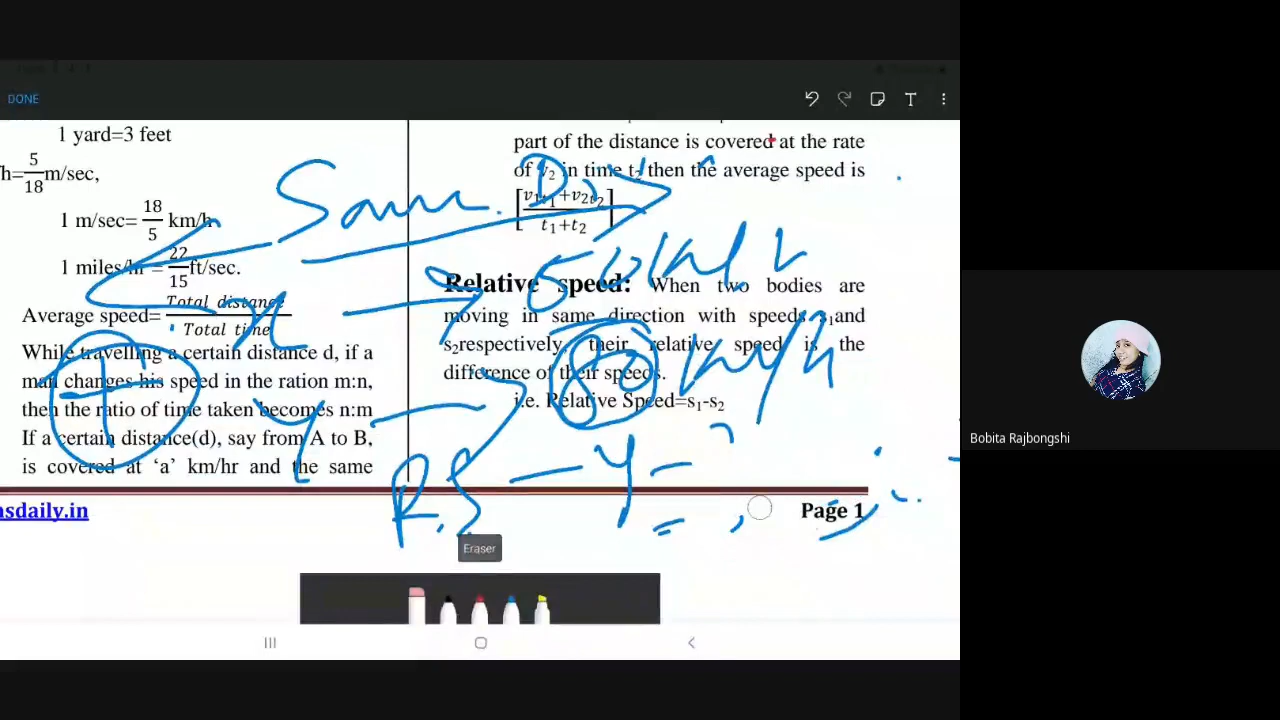 DONE
1 yard=3 feet
h=5/18 m/sec,
1 m/sec= 18/5 km/h
1 miles/hr = 22/15 ft/sec.
Average speed= Total distance / Total time
While travelling a certain distance d, if a
man changes his speed in the ration m:n,
then the ratio of time taken becomes n:m
If a certain distance(d), say from A to B,
is covered at ‘a’ km/hr and the same
part of the distance is covered at the rate
of v2 in time t2 then the average speed is
[v1t1+v2t2 / t1+t2]
Relative speed: When two bodies are
moving in same direction with speeds s1and
s2respectively, their relative speed is the
difference of their speeds.
i.e. Relative Speed=s1-s2
Same D
x 50 km/h
Y 80 km/h
R.S - Y = ?
nsdaily.in
Page 1
Eraser
Bobita Rajbongshi